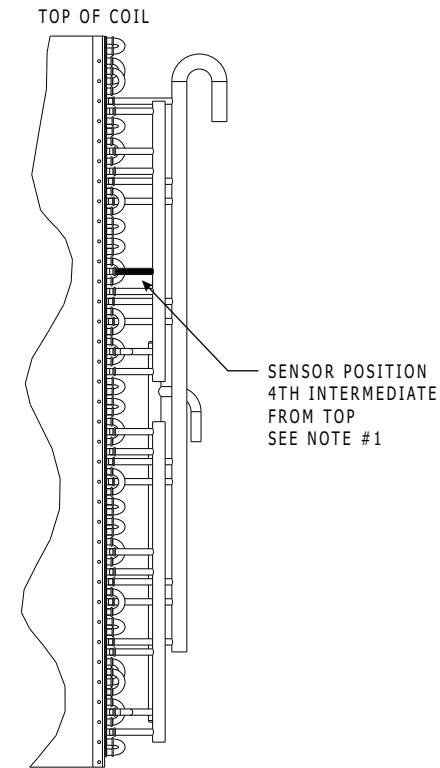 TOP OF COIL
SENSOR POSITION
4TH INTERMEDIATE
FROM TOP
SEE NOTE #1